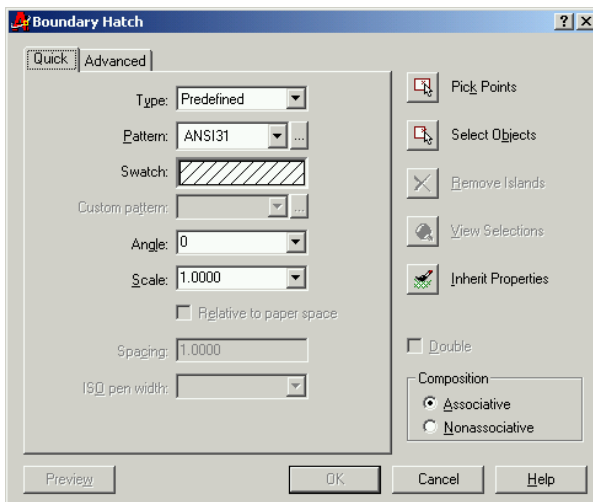 Boundary Hatch
Quick
Advanced
Type: Predefined
Pattern: ANSI31 ...
Swatch:
Custom pattern: ...
Angle: 0
Scale: 1.0000
Relative to paper space
Spacing: 1.0000
ISO pen width:
Pick Points
Select Objects
Remove Islands
View Selections
Inherit Properties
Double
Composition
Associative
Nonassociative
Preview
OK
Cancel
Help